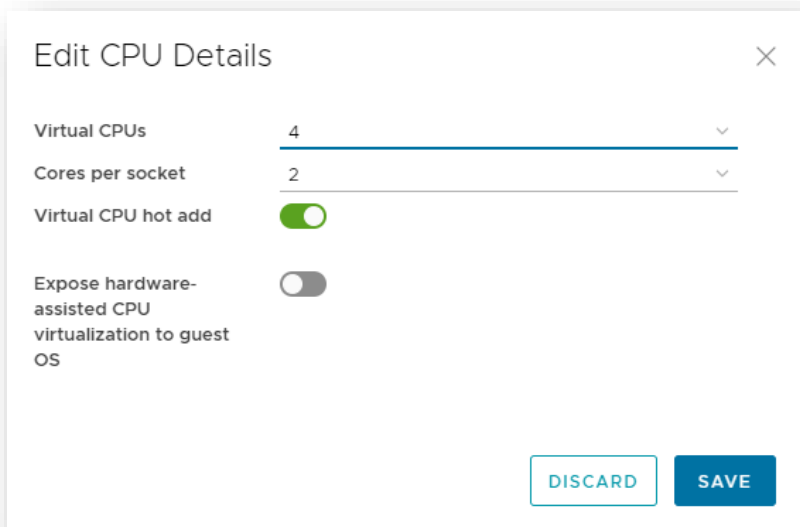 Edit CPU Details
Virtual CPUs
4
Cores per socket
2
Virtual CPU hot add
Expose hardware-
assisted CPU
virtualization to guest
OS
DISCARD
SAVE